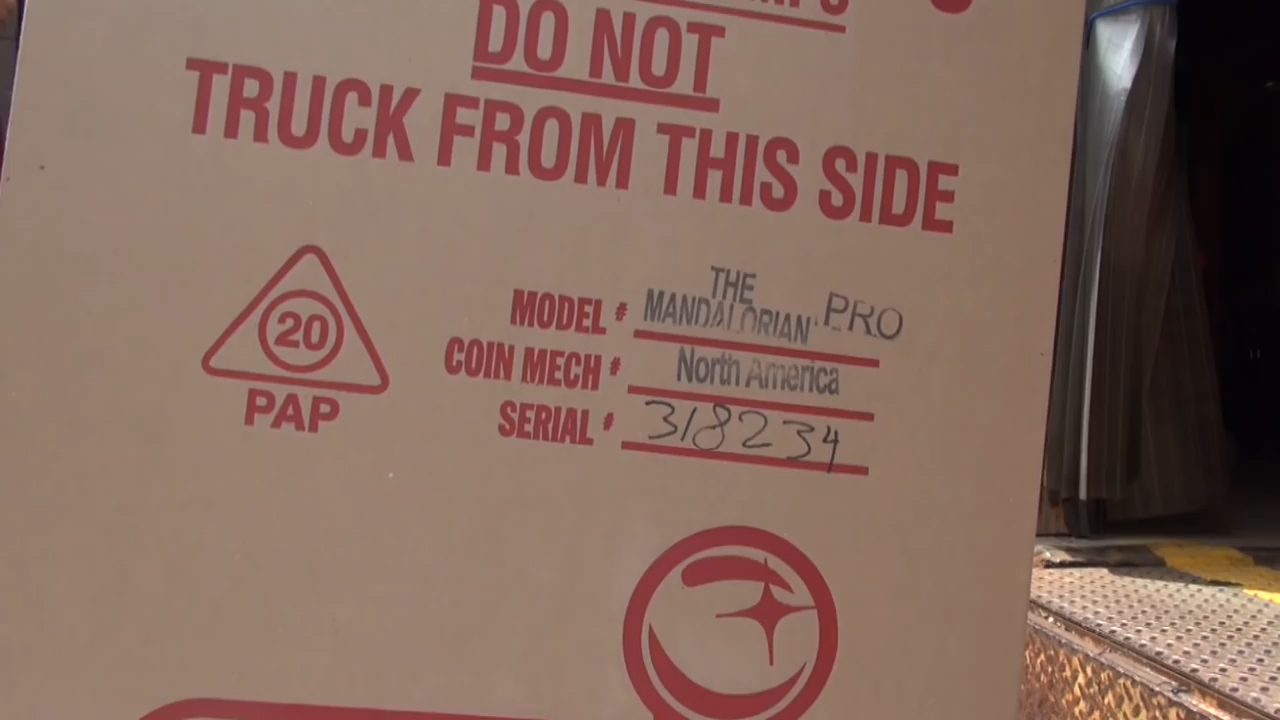 DO NOT
TRUCK FROM THIS SIDE
20
PAP
MODEL # THE MANDALORIAN PRO
COIN MECH # North America
SERIAL # 318234